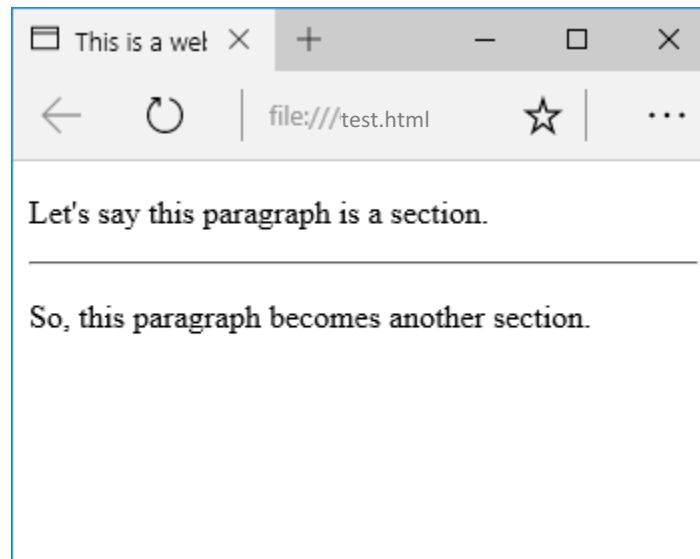 This is a wel
file:///test.html
Let's say this paragraph is a section.
So, this paragraph becomes another section.